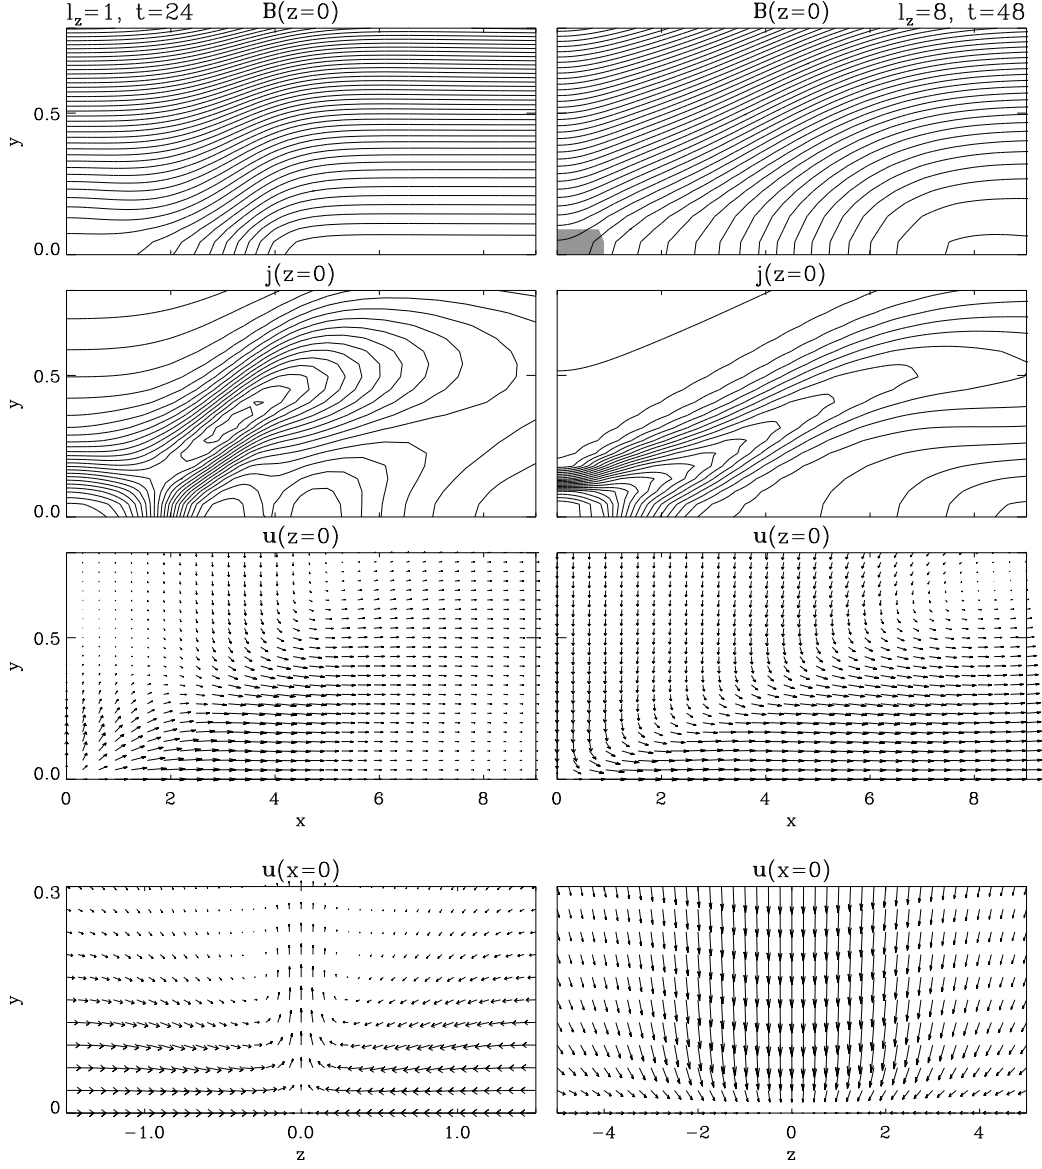 l_z=1, t=24 B(z=0) B(z=0) l_z=8, t=48
y 0.5
0.0
j(z=0) j(z=0)
y 0.5
0.0
u(z=0) u(z=0)
y 0.5
0.0
0 2 4 6 8 0 2 4 6 8
x x
u(x=0) u(x=0)
0.3
y
0
−1.0 0.0 1.0 −4 −2 0 2 4
z z